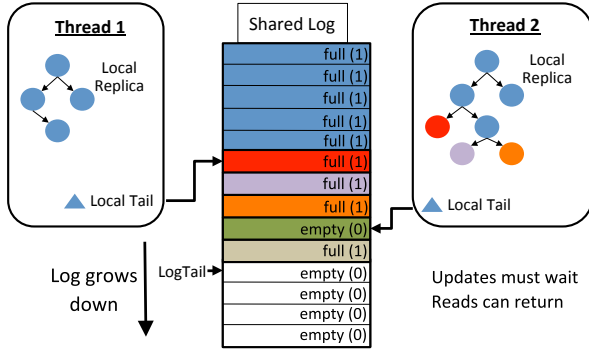 Thread 1
Local
Replica
Local Tail
Log grows
down
Shared Log
full (1)
full (1)
full (1)
full (1)
full (1)
full (1)
full (1)
full (1)
empty (0)
full (1)
empty (0)
empty (0)
empty (0)
empty (0)
LogTail
Thread 2
Local
Replica
Local Tail
Updates must wait
Reads can return